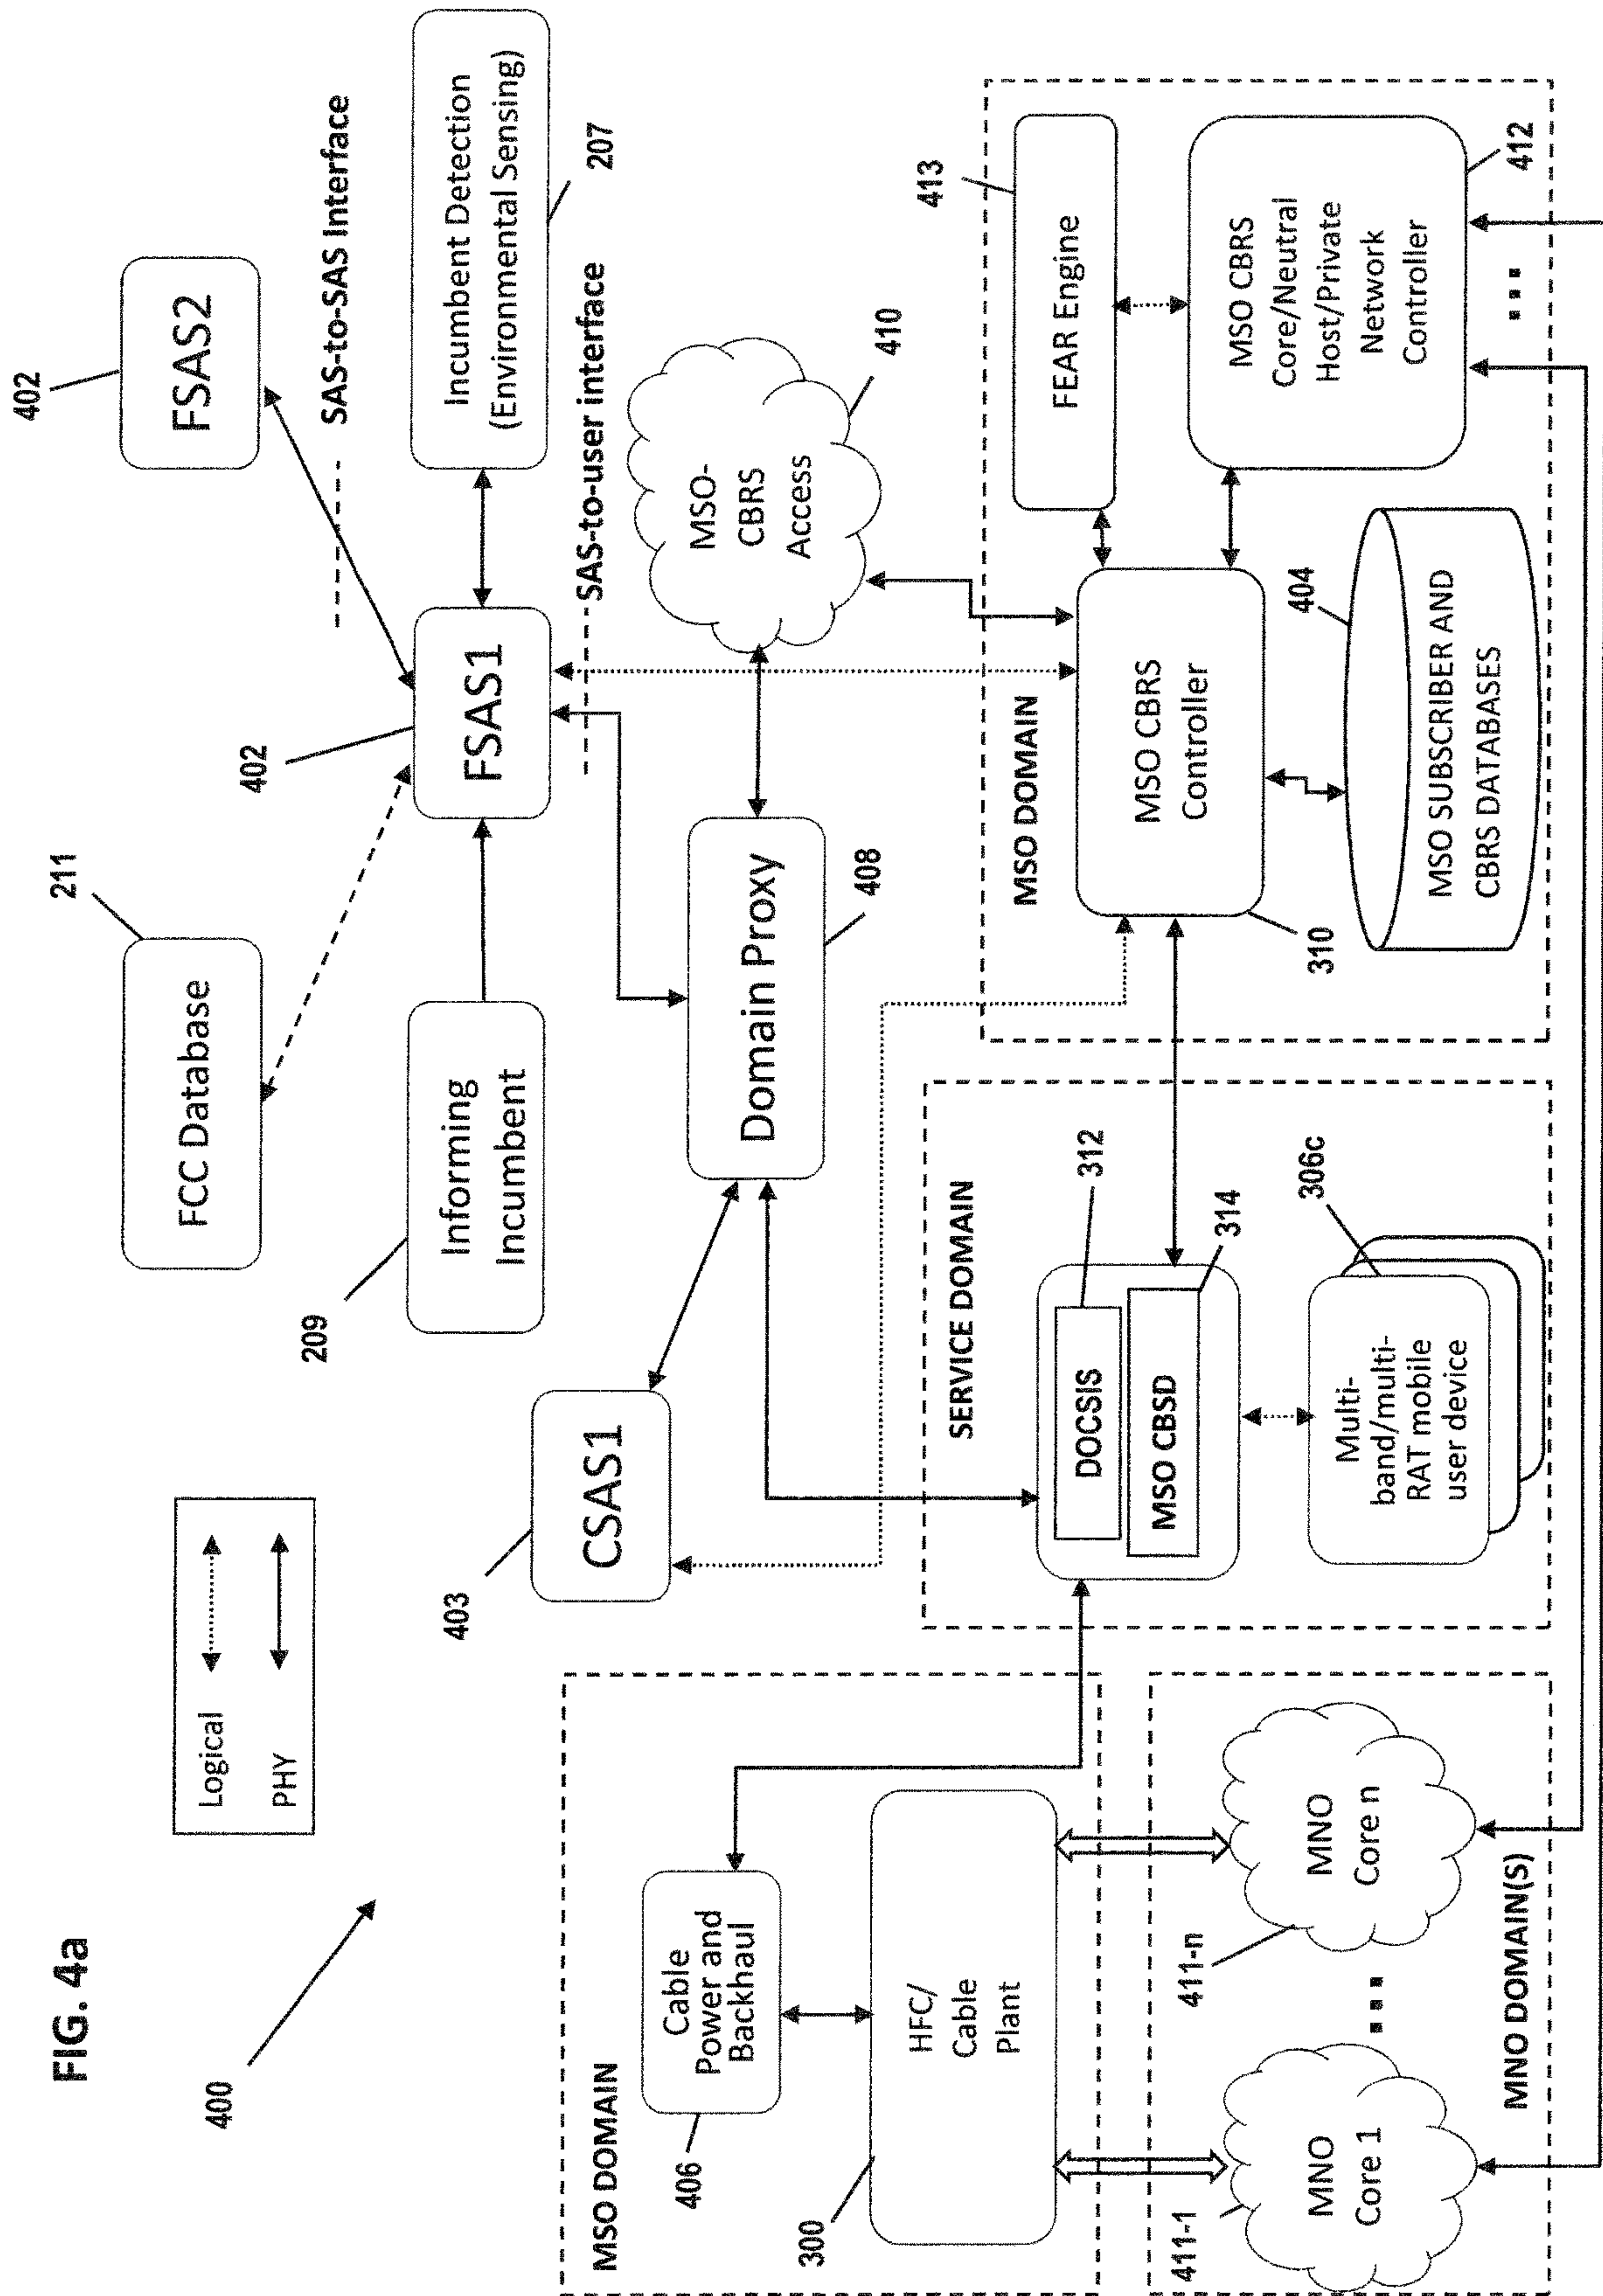 FIG. 4a
400
Logical
PHY
211
FCC Database
402
FSAS2
SAS-to-SAS Interface
209
Informing
Incumbent
402
FSAS1
Incumbent Detection
(Environmental Sensing)
207
SAS-to-user interface
403
CSAS1
Domain Proxy
408
MSO-
CBRS
Access
410
MSO DOMAIN
Cable
Power and
Backhaul
406
HFC/
Cable
Plant
300
SERVICE DOMAIN
DOCSIS
312
MSO CBSD
314
Multi-
band/multi-
RAT mobile
user device
306c
MSO DOMAIN
MSO CBRS
Controller
310
FEAR Engine
413
MSO CBRS
Core/Neutral
Host/Private
Network
Controller
412
404
MSO SUBSCRIBER AND
CBRS DATABASES
411-1
MNO
Core 1
411-n
MNO
Core n
MNO DOMAIN(S)